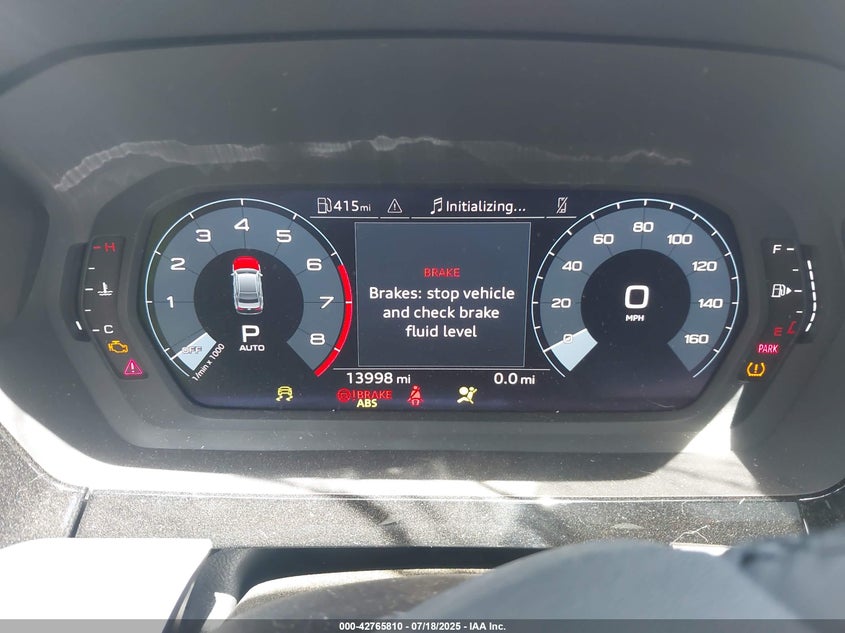 415 mi
Initializing...
1
2
3
4
5
6
7
8
OFF
1/min x 1000
P
AUTO
H
C
BRAKE
Brakes: stop vehicle
and check brake
fluid level
0
20
40
60
80
100
120
140
160
0
MPH
F
E
PARK
13998 mi
0.0 mi
BRAKE
ABS
000-42765810 - 07/18/2025 - IAA Inc.